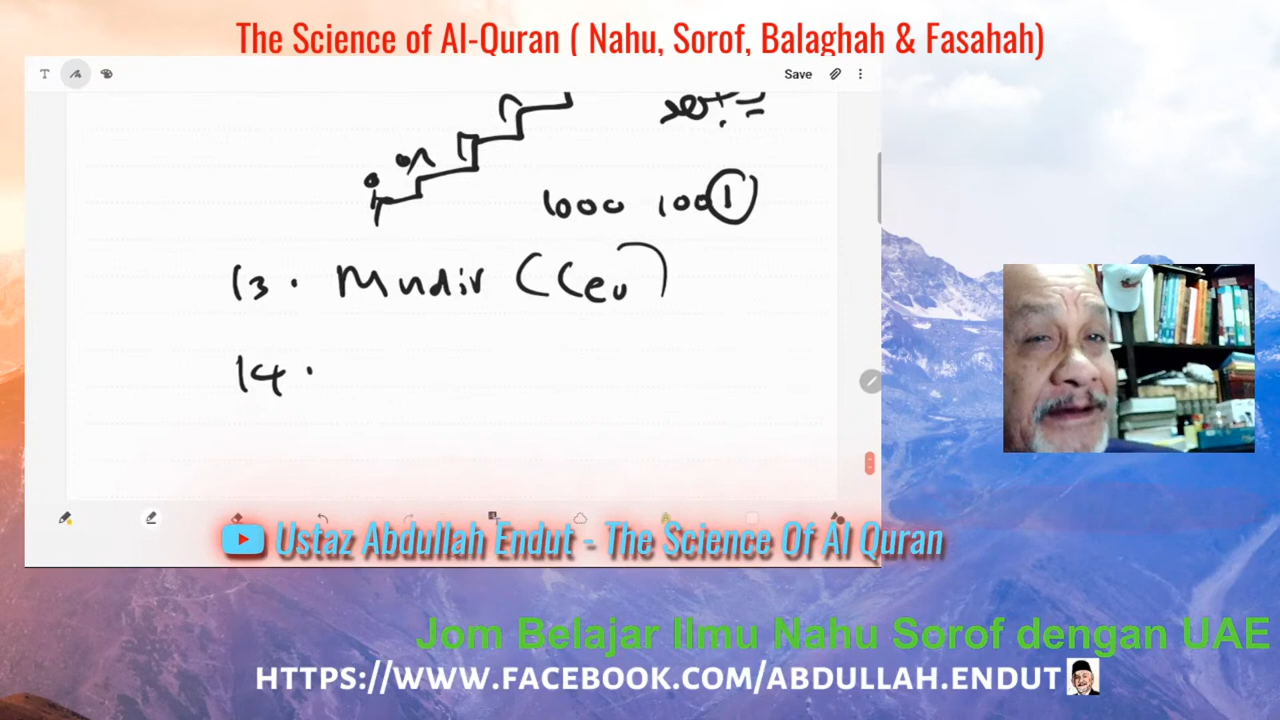 The Science of Al-Quran ( Nahu, Sorof, Balaghah & Fasahah)
T
Save
1000 100 1
13. Mudir (Ceo)
14.
Ustaz Abdullah Endut - The Science Of Al Quran
Jom Belajar Ilmu Nahu Sorof dengan UAE
HTTPS://WWW.FACEBOOK.COM/ABDULLAH.ENDUT